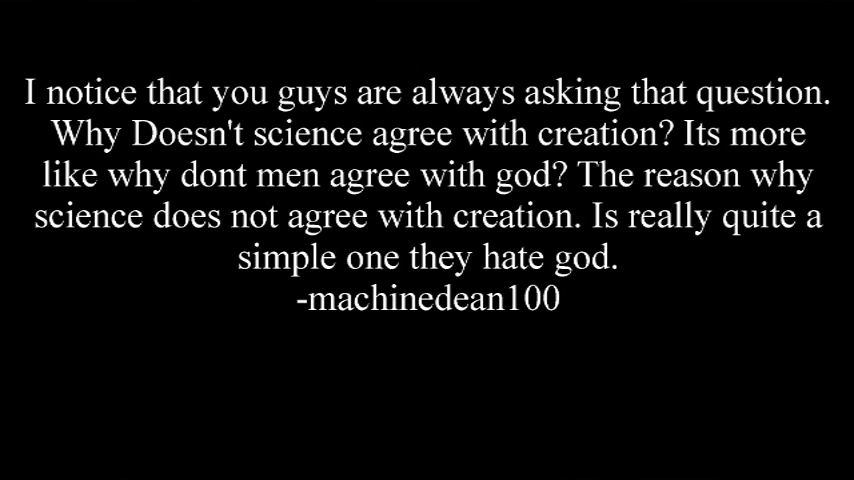 I notice that you guys are always asking that question.
Why Doesn't science agree with creation? Its more
like why dont men agree with god? The reason why
science does not agree with creation. Is really quite a
simple one they hate god.
-machinedean100